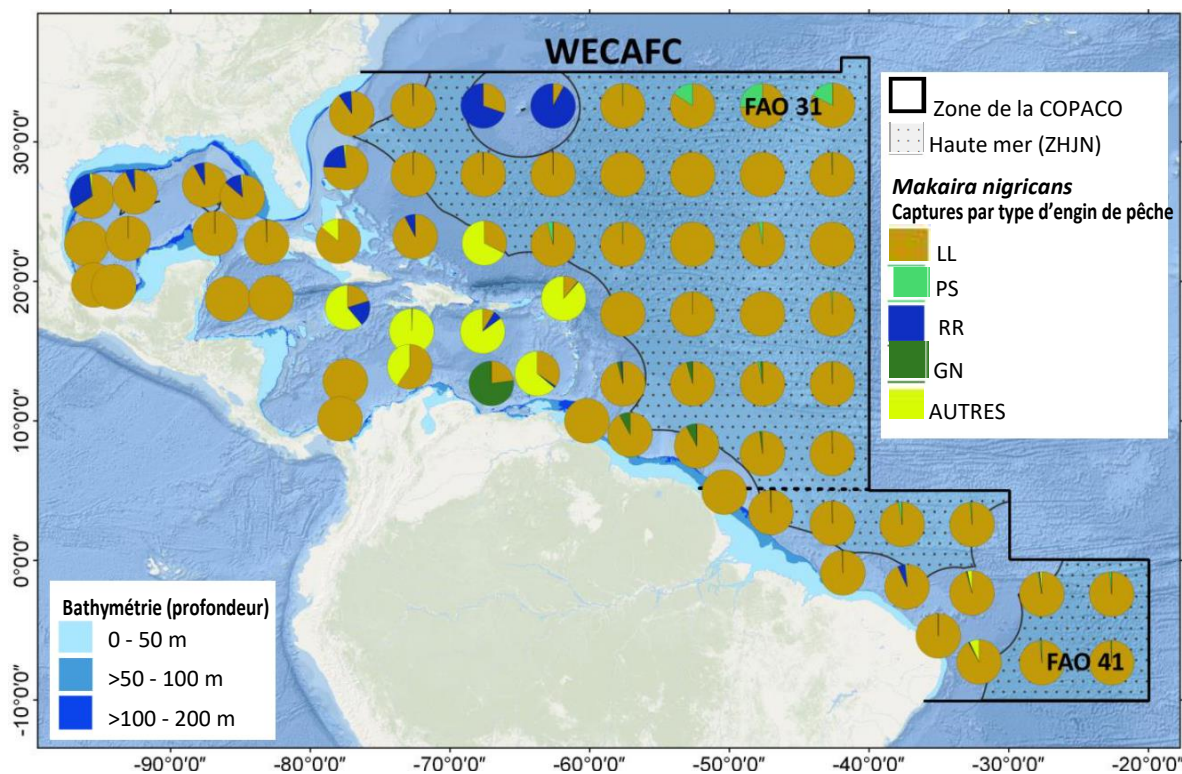 WECAFC
FAO 31
Zone de la COPACO
Haute mer (ZHJN)
Makaira nigricans
Captures par type d'engin de pêche
LL
PS
RR
GN
AUTRES
30°0'0"
20°0'0"
10°0'0"
0°0'0"
-10°0'0"
FAO 41
Bathymétrie (profondeur)
0 - 50 m
>50 - 100 m
>100 - 200 m
-90°0'0" -80°0'0" -70°0'0" -60°0'0" -50°0'0" -40°0'0" -30°0'0" -20°0'0"